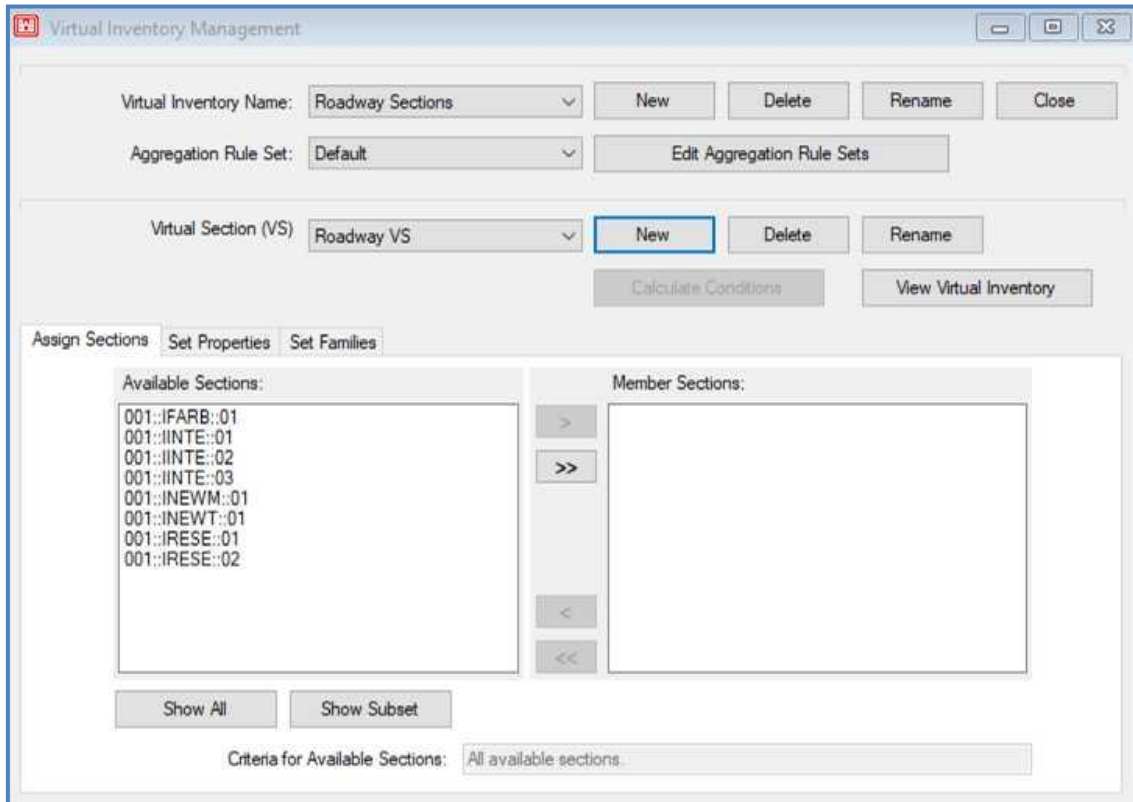 Virtual Inventory Management
Virtual Inventory Name: Roadway Sections New Delete Rename Close
Aggregation Rule Set: Default Edit Aggregation Rule Sets
Virtual Section (VS) Roadway VS New Delete Rename
Calculate Conditions View Virtual Inventory
Assign Sections Set Properties Set Families
Available Sections: Member Sections:
001::IFARB::01
001::IINTE::01
001::IINTE::02
001::IINTE::03
001::INEWM::01
001::INEWT::01
001::IRESE::01
001::IRESE::02
>
>>
<
<<
Show All Show Subset
Criteria for Available Sections: All available sections.